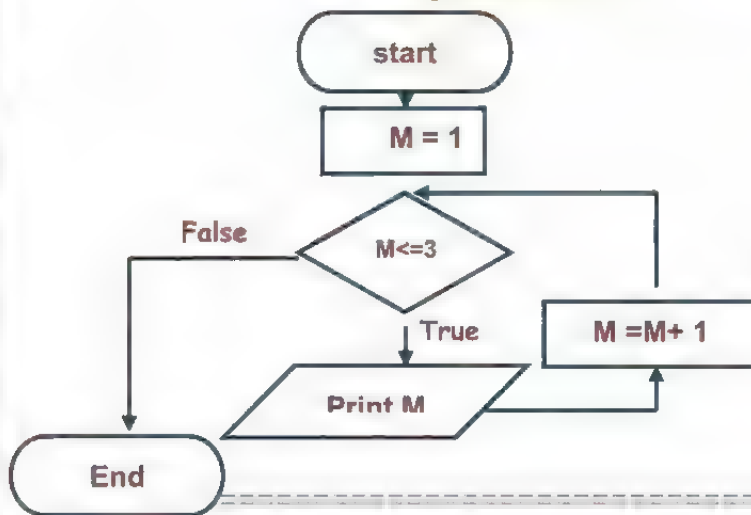 start
M = 1
M<=3
False
True
M =M+ 1
Print M
End